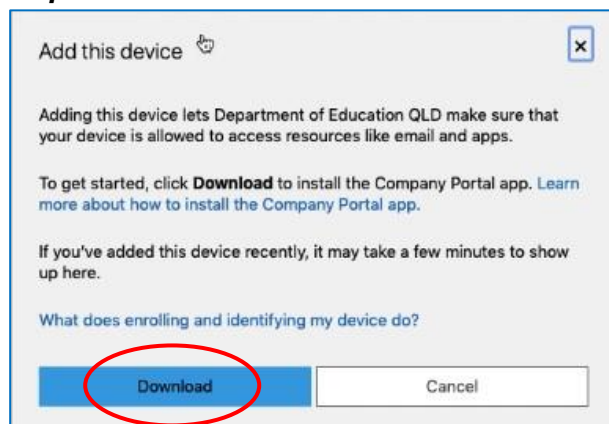 Add this device
Adding this device lets Department of Education QLD make sure that
your device is allowed to access resources like email and apps.
To get started, click Download to install the Company Portal app. Learn
more about how to install the Company Portal app.
If you've added this device recently, it may take a few minutes to show
up here.
What does enrolling and identifying my device do?
Download
Cancel